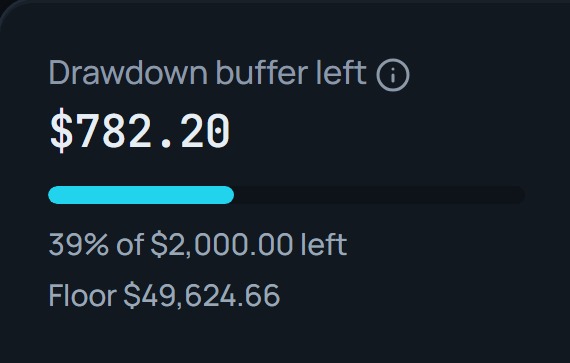 Drawdown buffer left
$782.20
39% of $2,000.00 left
Floor $49,624.66